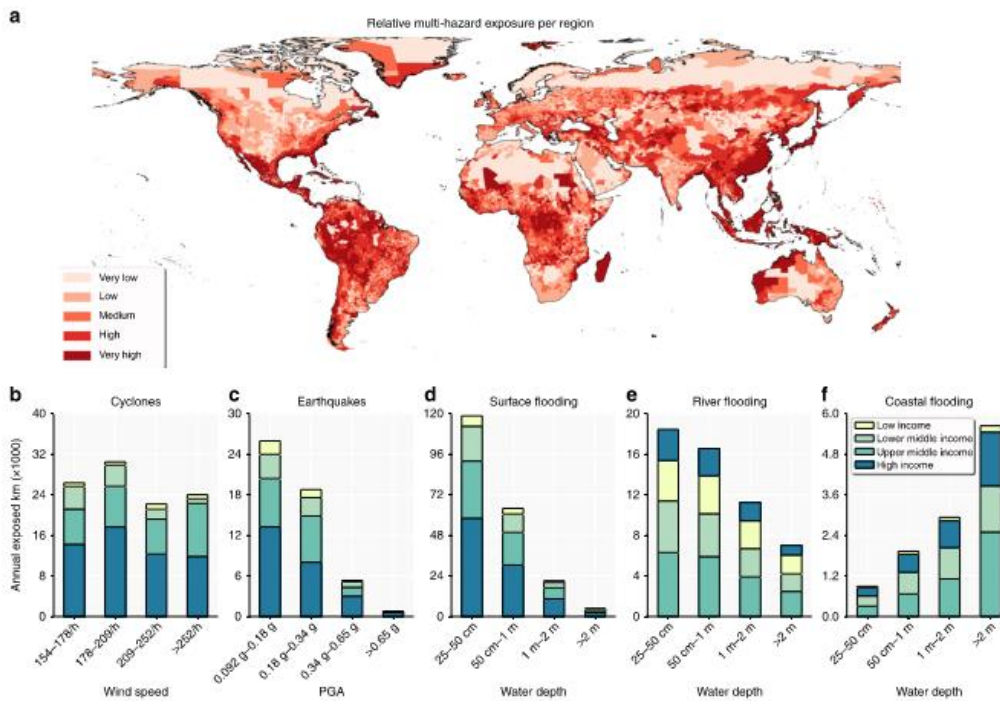 a
Relative multi-hazard exposure per region
Very low
Low
Medium
High
Very high
b
Cyclones
Annual exposed km (×1000)
40
32
24
16
8
0
154–178/h
178–209/h
209–252/h
>252/h
Wind speed
c
Earthquakes
30
24
18
12
6
0
0.092 g–0.18 g
0.18 g–0.34 g
0.34 g–0.65 g
>0.65 g
PGA
d
Surface flooding
120
96
72
48
24
0
25–50 cm
50 cm–1 m
1 m–2 m
>2 m
Water depth
e
River flooding
20
16
12
8
4
0
25–50 cm
50 cm–1 m
1 m–2 m
>2 m
Water depth
f
Coastal flooding
6.0
4.8
3.6
2.4
1.2
0
Low income
Lower middle income
Upper middle income
High income
25–50 cm
50 cm–1 m
1 m–2 m
>2 m
Water depth